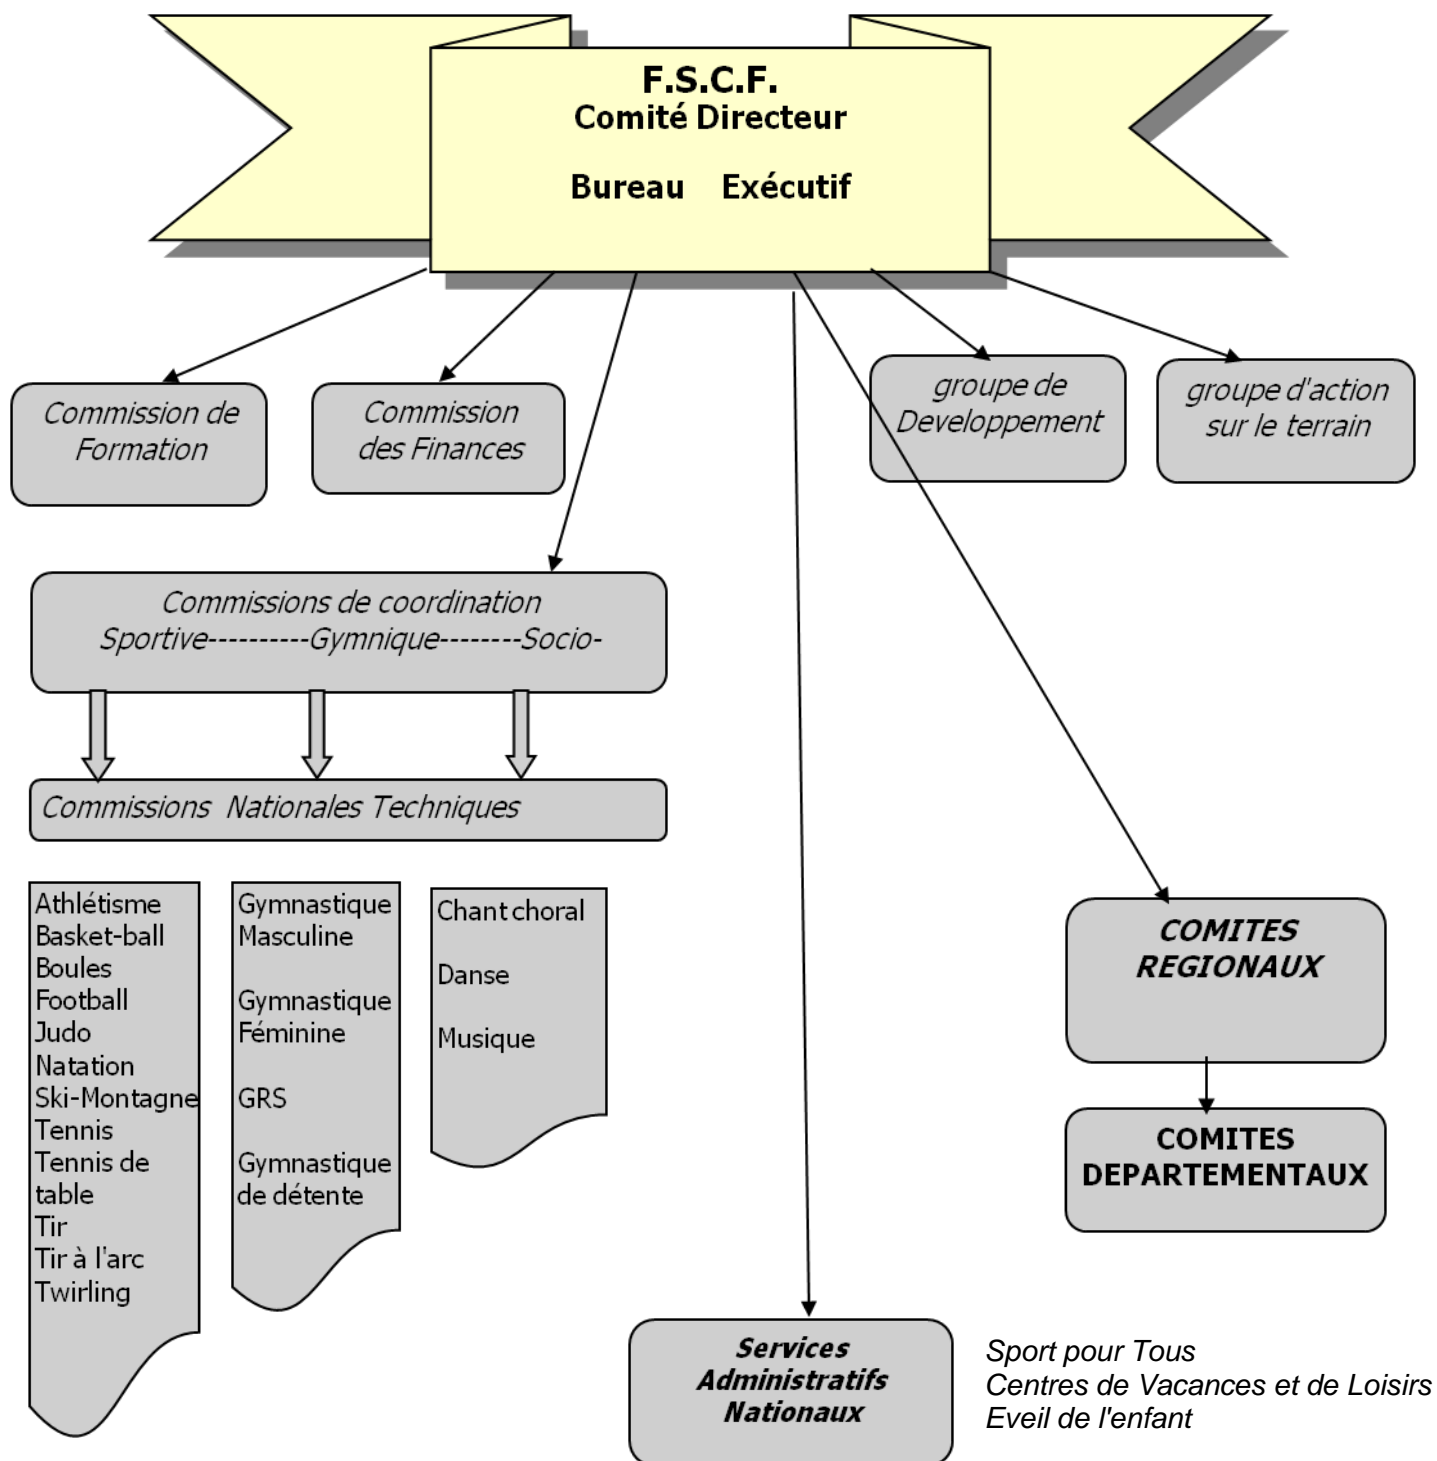 F.S.C.F.
Comité Directeur
Bureau Exécutif
Commission de
Formation
Commission
des Finances
groupe de
Developpement
groupe d'action
sur le terrain
Commissions de coordination
Sportive----------Gymnique--------Socio-
Commissions Nationales Techniques
Athlétisme
Basket-ball
Boules
Football
Judo
Natation
Ski-Montagne
Tennis
Tennis de
table
Tir
Tir à l'arc
Twirling
Gymnastique
Masculine
Gymnastique
Féminine
GRS
Gymnastique
de détente
Chant choral
Danse
Musique
COMITES
REGIONAUX
COMITES
DEPARTEMENTAUX
Services
Administratifs
Nationaux
Sport pour Tous
Centres de Vacances et de Loisirs
Eveil de l'enfant